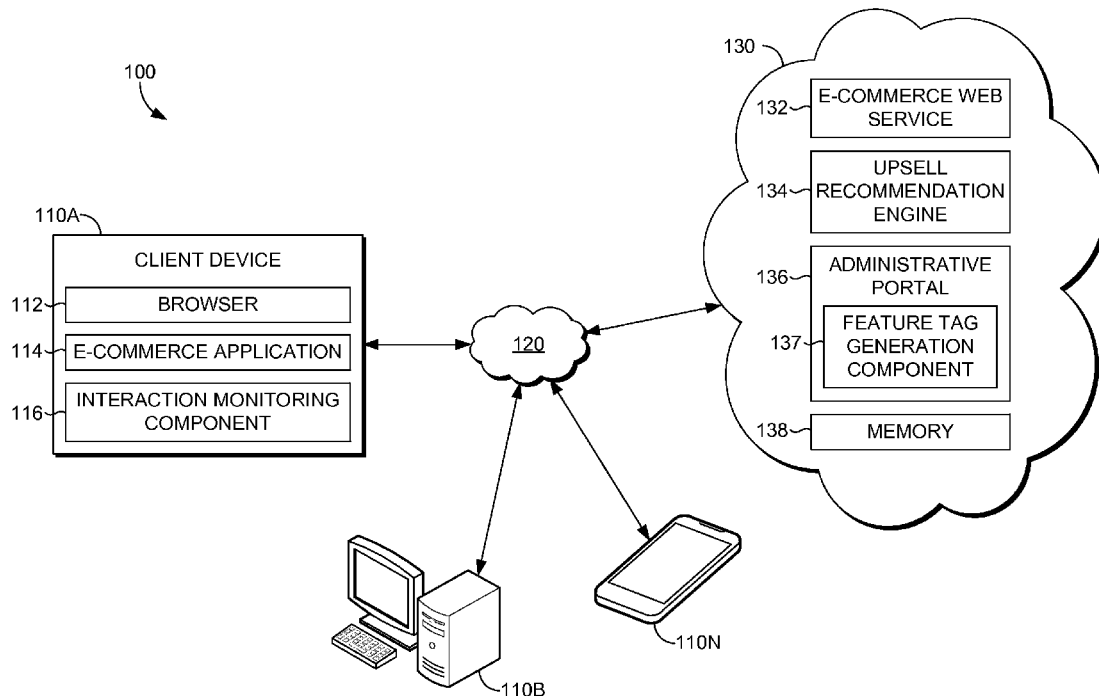 100
130
132
E-COMMERCE WEB
SERVICE
134
UPSELL
RECOMMENDATION
ENGINE
136
ADMINISTRATIVE
PORTAL
137
FEATURE TAG
GENERATION
COMPONENT
138
MEMORY
110A
CLIENT DEVICE
112
BROWSER
114
E-COMMERCE APPLICATION
116
INTERACTION MONITORING
COMPONENT
120
110B
110N